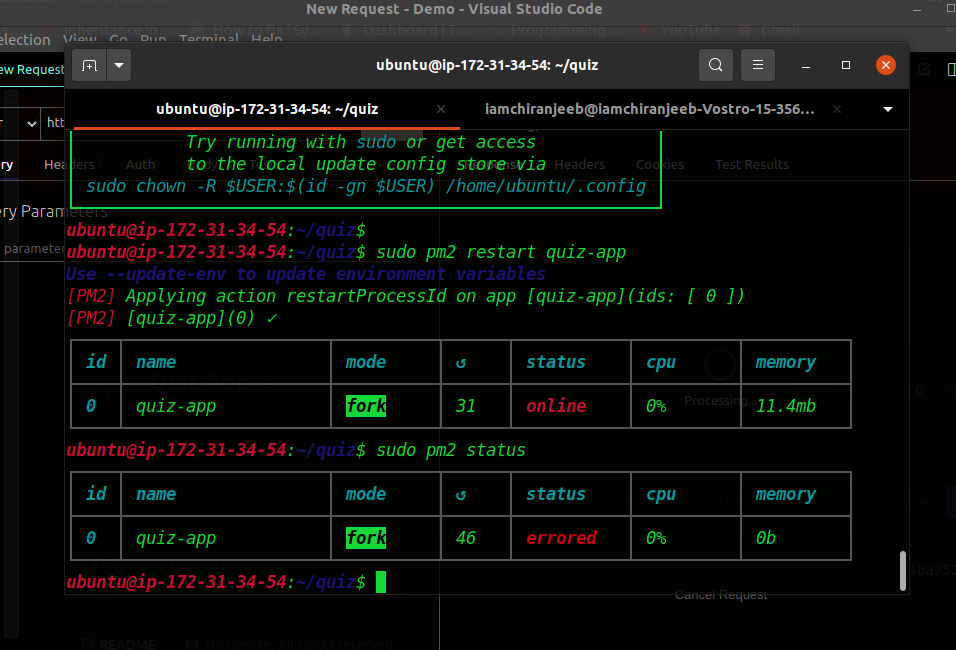 New Request - Demo - Visual Studio Code
election View Go Run Terminal Help
ew Request
ubuntu@ip-172-31-34-54: ~/quiz
ubuntu@ip-172-31-34-54: ~/quiz × iamchiranjeeb@iamchiranjeeb-Vostro-15-356... ×
htt
Try running with sudo or get access
ry Headers Auth Response Headers Cookies Test Results
to the local update config store via
sudo chown -R $USER:$(id -gn $USER) /home/ubuntu/.config
ery Parameters
ubuntu@ip-172-31-34-54:~/quiz$
parameter
ubuntu@ip-172-31-34-54:~/quiz$ sudo pm2 restart quiz-app
Use --update-env to update environment variables
[PM2] Applying action restartProcessId on app [quiz-app](ids: [ 0 ])
[PM2] [quiz-app](0) ✓
id name mode ↺ status cpu memory
0 quiz-app fork 31 online 0% 11.4mb
Processing...
ubuntu@ip-172-31-34-54:~/quiz$ sudo pm2 status
id name mode ↺ status cpu memory
0 quiz-app fork 46 errored 0% 0b
ubuntu@ip-172-31-34-54:~/quiz$
Cancel Request
README No license. All rights reserved